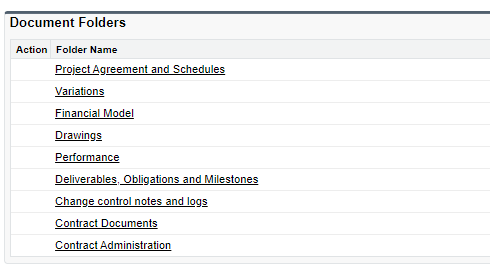 Document Folders
Action Folder Name
Project Agreement and Schedules
Variations
Financial Model
Drawings
Performance
Deliverables, Obligations and Milestones
Change control notes and logs
Contract Documents
Contract Administration